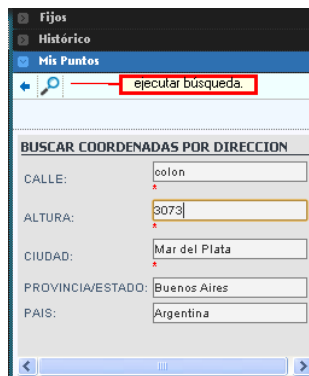 Fijos
Histórico
Mis Puntos
ejecutar búsqueda.
BUSCAR COORDENADAS POR DIRECCION
CALLE: colon
*
ALTURA: 3073
*
CIUDAD: Mar del Plata
*
PROVINCIA/ESTADO: Buenos Aires
PAIS: Argentina